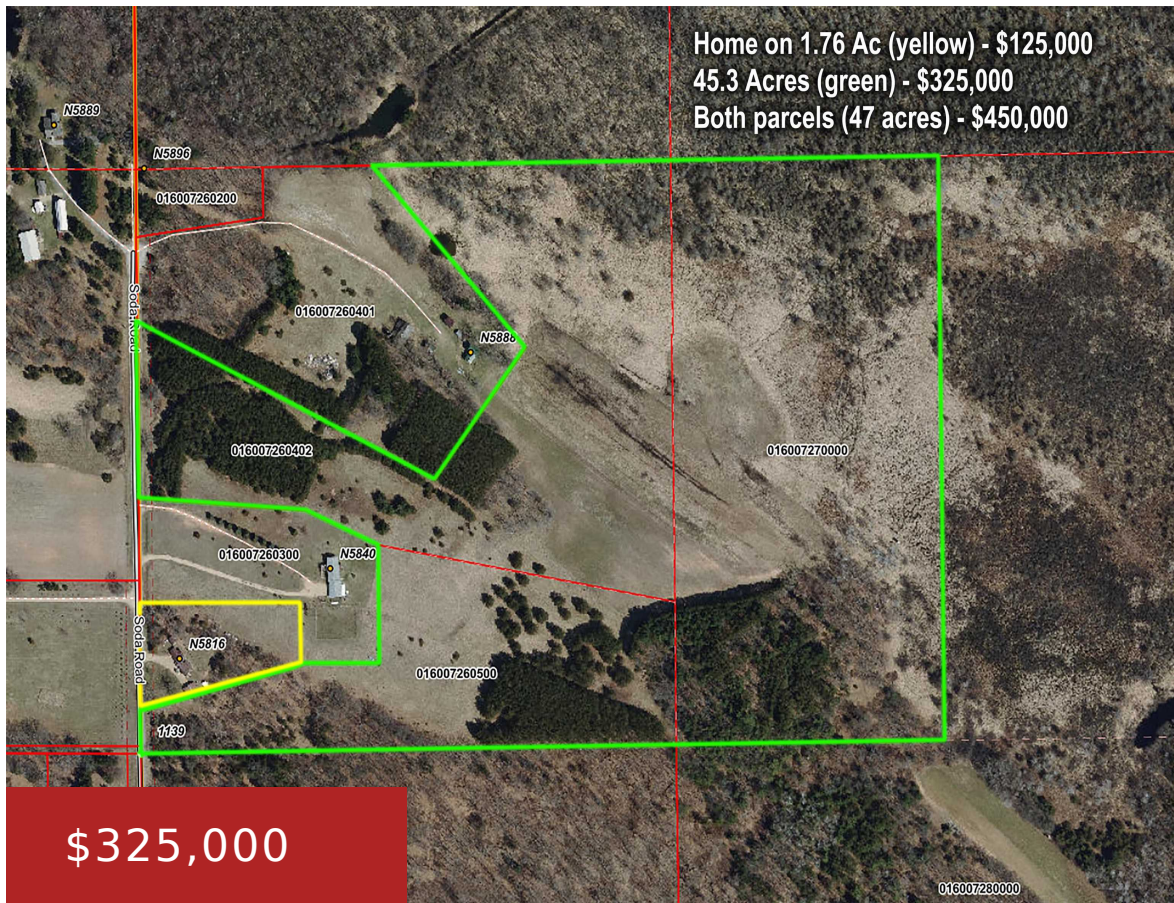 Home on 1.76 Ac (yellow) - $125,000
45.3 Acres (green) - $325,000
Both parcels (47 acres) - $450,000
N5889
N5896
016007260200
Soda Road
016007260401
N5888
016007260402
016007270000
016007260300
N5840
Soda Road
N5816
016007260500
1139
$325,000
016007280000